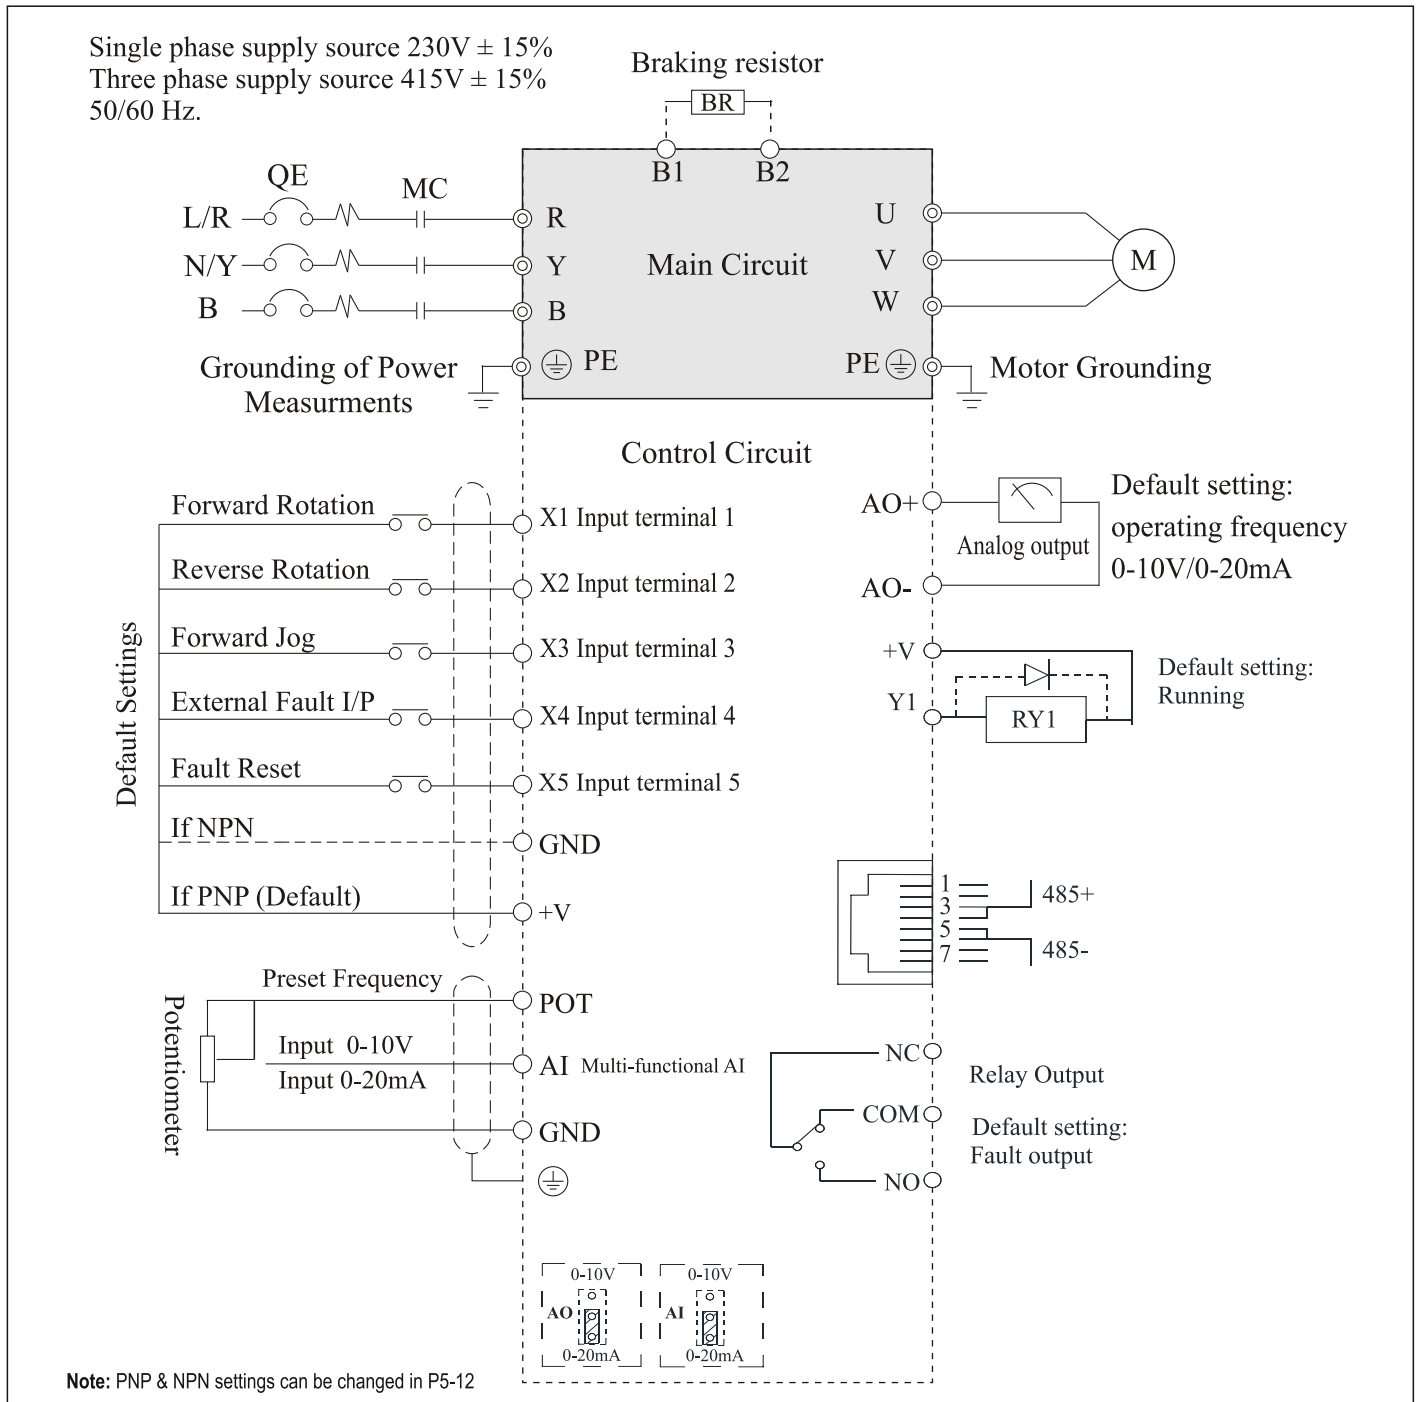 Single phase supply source 230V ± 15%
Three phase supply source 415V ± 15%
50/60 Hz.
Braking resistor
BR
B1
B2
QE
MC
L/R
R
U
N/Y
Y
Main Circuit
V
M
B
B
W
PE
PE
Grounding of Power
Measurments
Motor Grounding
Control Circuit
Default Settings
Forward Rotation
X1 Input terminal 1
Reverse Rotation
X2 Input terminal 2
Forward Jog
X3 Input terminal 3
External Fault I/P
X4 Input terminal 4
Fault Reset
X5 Input terminal 5
If NPN
GND
If PNP (Default)
+V
AO+
Analog output
AO-
Default setting:
operating frequency
0-10V/0-20mA
+V
Y1
RY1
Default setting:
Running
1
3
5
7
485+
485-
Potentiometer
Preset Frequency
POT
Input 0-10V
Input 0-20mA
AI Multi-functional AI
GND
NC
COM
NO
Relay Output
Default setting:
Fault output
0-10V
AO
0-20mA
0-10V
AI
0-20mA
Note: PNP & NPN settings can be changed in P5-12